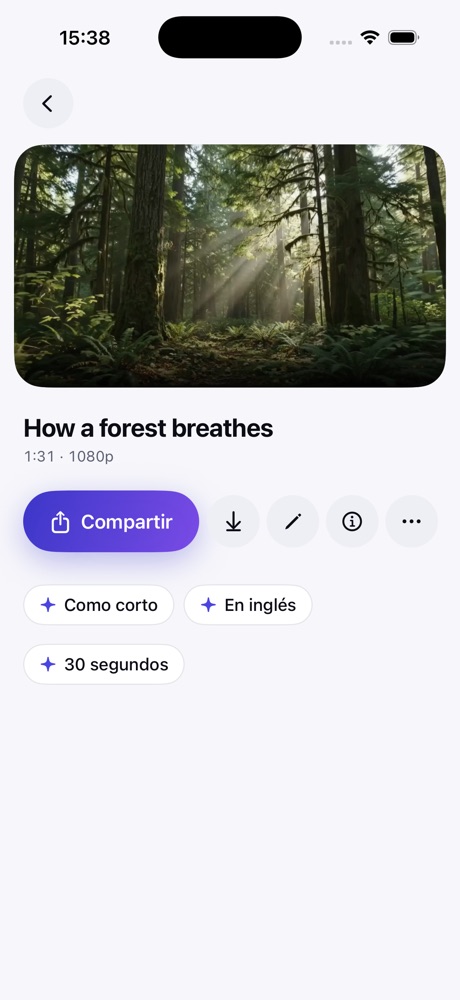 15:38
How a forest breathes
1:31 · 1080p
Compartir
Como corto
En inglés
30 segundos